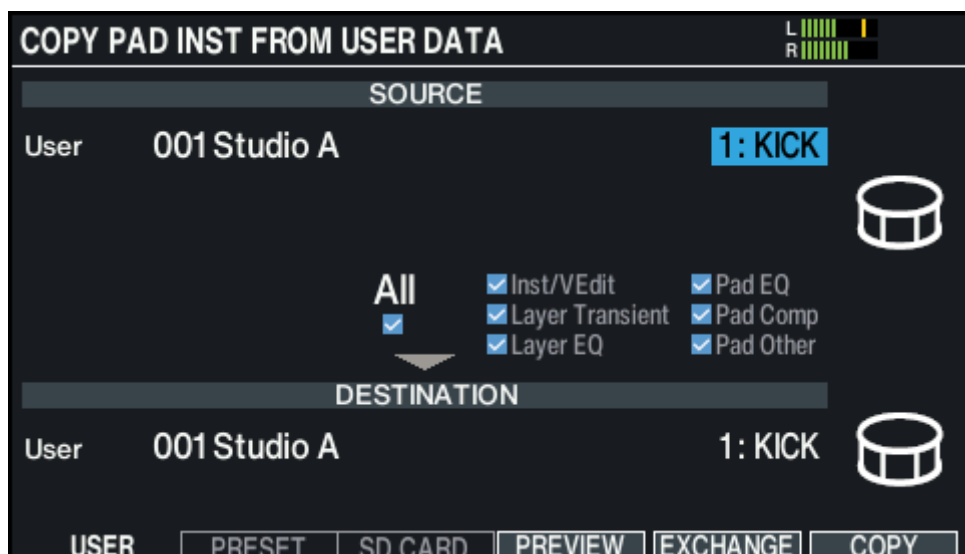 COPY PAD INST FROM USER DATA
L
R
SOURCE
User 001 Studio A 1: KICK
All
Inst/VEdit Pad EQ
Layer Transient Pad Comp
Layer EQ Pad Other
DESTINATION
User 001 Studio A 1: KICK
USER PRESET SD CARD PREVIEW EXCHANGE COPY